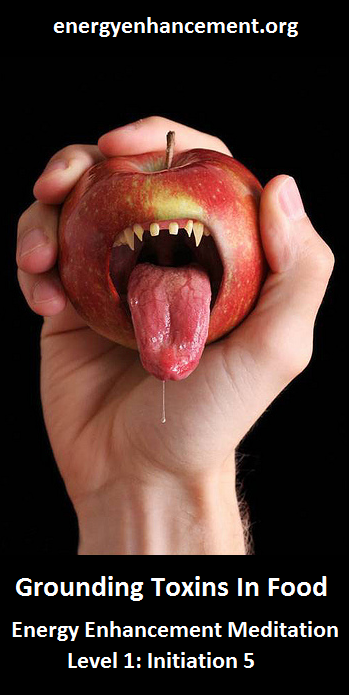 energyenhancement.org
Grounding Toxins In Food
Energy Enhancement Meditation
Level 1: Initiation 5